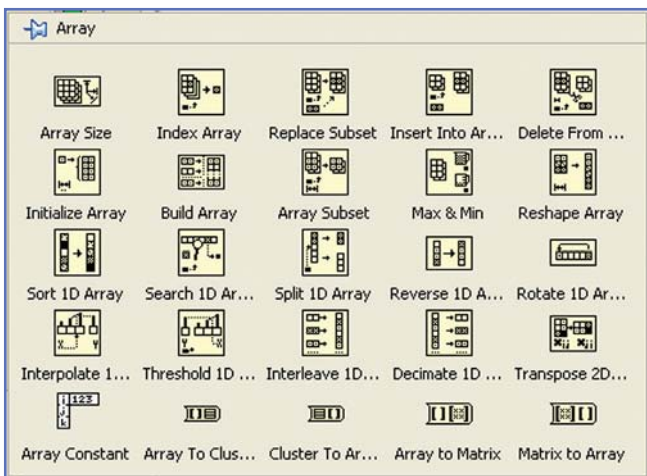 Array
Array Size Index Array Replace Subset Insert Into Ar... Delete From ...
Initialize Array Build Array Array Subset Max & Min Reshape Array
Sort 1D Array Search 1D Ar... Split 1D Array Reverse 1D A... Rotate 1D Ar...
Interpolate 1... Threshold 1D ... Interleave 1D... Decimate 1D ... Transpose 2D...
Array Constant Array To Clus... Cluster To Ar... Array to Matrix Matrix to Array